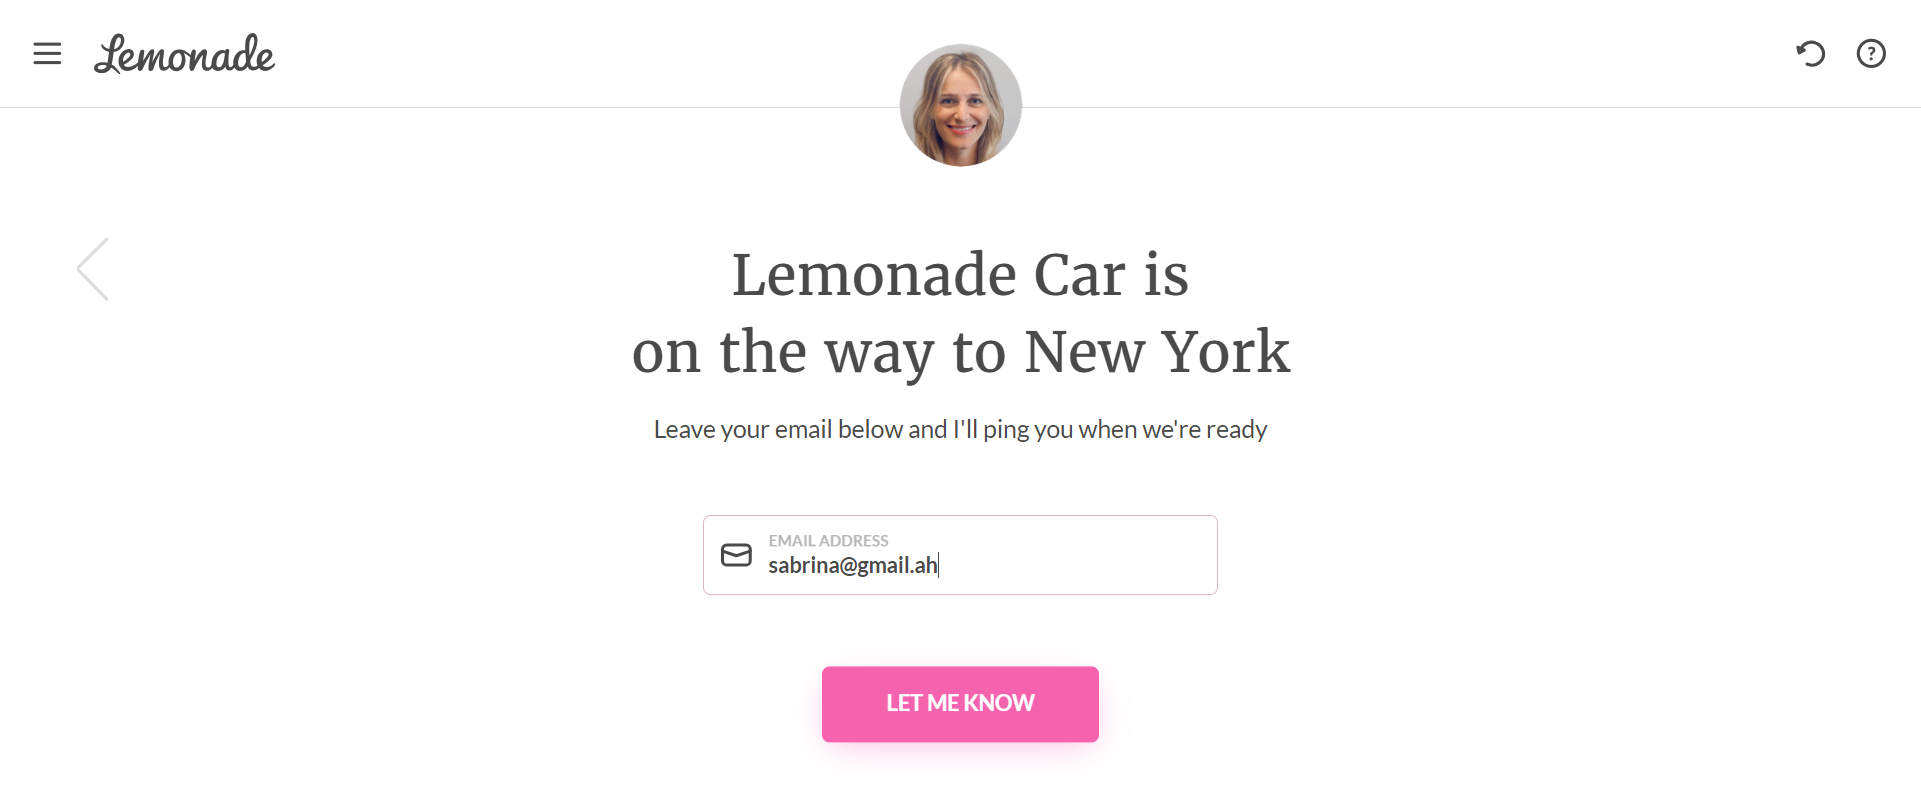 Lemonade
?
Lemonade Car is
on the way to New York
Leave your email below and I'll ping you when we're ready
EMAIL ADDRESS
sabrina@gmail.ah
LET ME KNOW